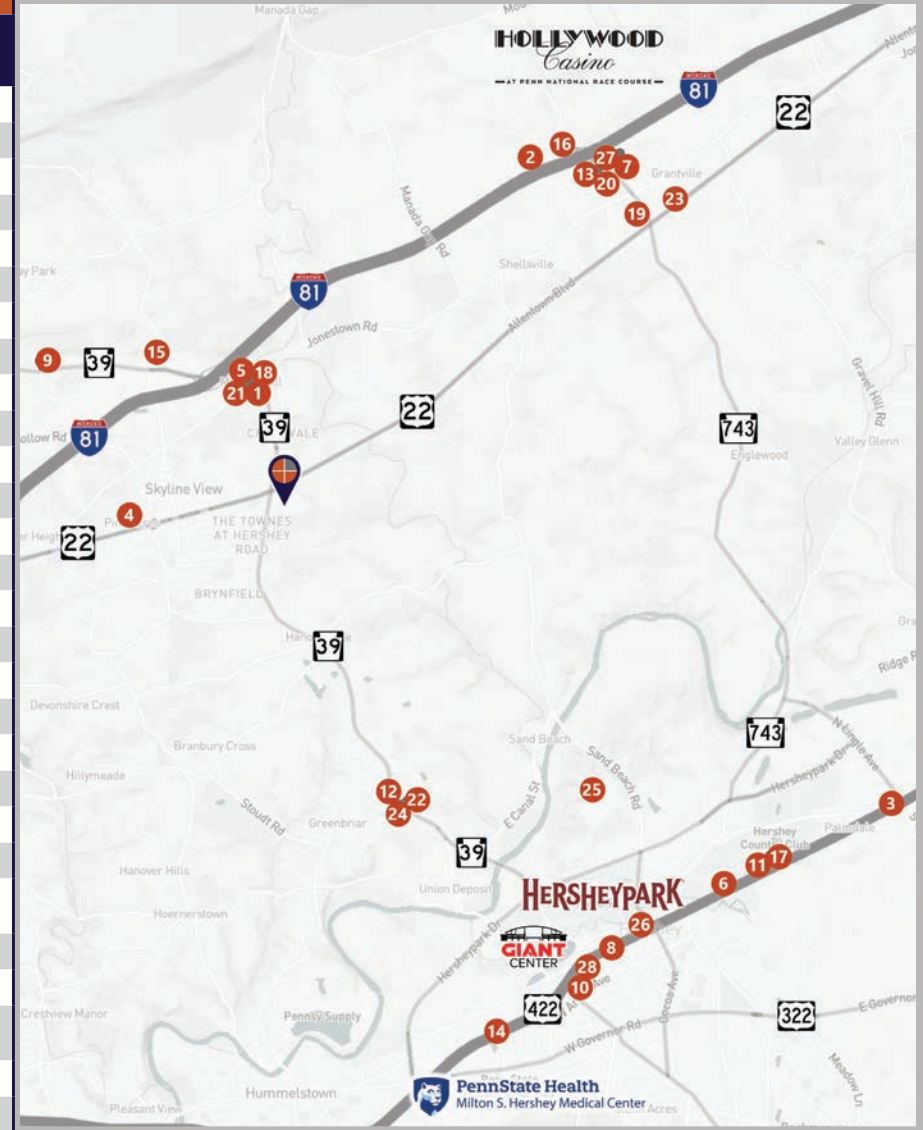 Manada Gap
HOLLYWOOD
Casino
AT PENN NATIONAL RACE COURSE
INTERSTATE
81
22
16
2
27
7
13
20
Grantville
23
19
Manada Gap Rd
Shellsville
INTERSTATE
81
Allentown Blvd
Jonestown Rd
9
39
15
5
18
21
1
Gravel Hill Rd
39
22
743
INTERSTATE
81
Valley Glenn
Englewood
Skyline View
4
THE TOWNES
AT HERSHEY
ROAD
22
BRYNFIELD
39
Ridge R
Devonshire Crest
743
N Lingle Ave
Sand Beach
Branbury Cross
Sand Beach Rd
Hersheypark Dr
Hillymeade
12
22
24
25
3
E Canal St
Stoudt Rd
Greenbriar
Palmdale
Hershey
Country Club
39
11
17
Hanover Hills
6
Union Deposit
HERSHEYPARK
Hoernerstown
26
Hersheypark Dr
GIANT
CENTER
8
28
10
Cocoa Ave
422
Crestview Manor
Pennsy Supply
322
E Governor
14
W Governor Rd
Meadow Ln
Hummelstown
PennState Health
Milton S. Hershey Medical Center
Pleasant View